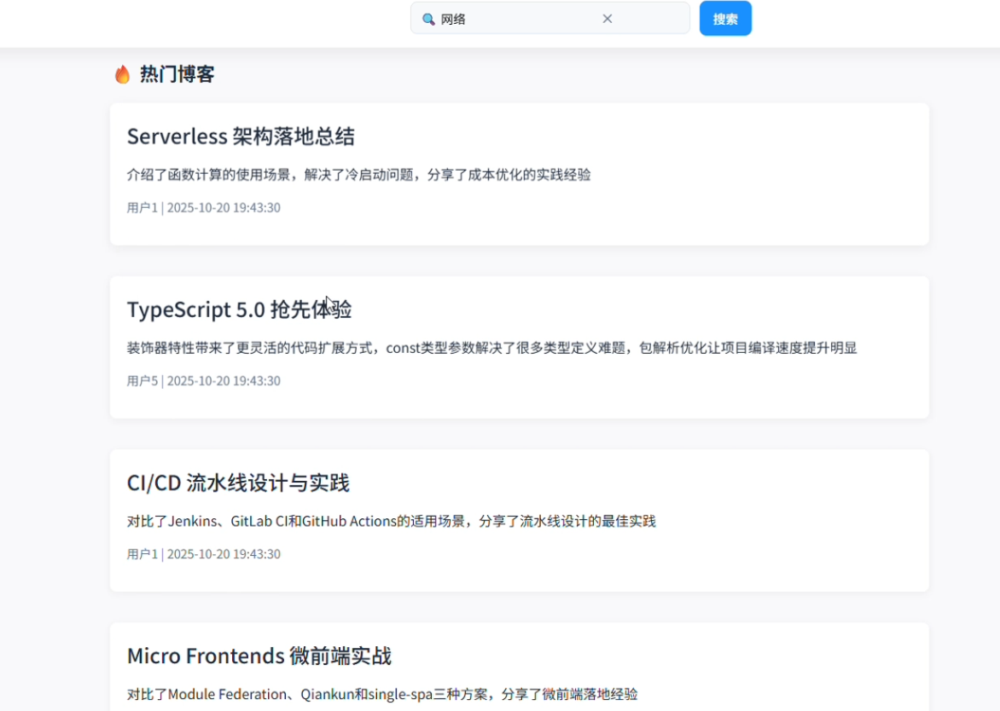 网络
搜索
热门博客
Serverless 架构落地总结
介绍了函数计算的使用场景，解决了冷启动问题，分享了成本优化的实践经验
用户1 | 2025-10-20 19:43:30
TypeScript 5.0 抢先体验
装饰器特性带来了更灵活的代码扩展方式，const类型参数解决了很多类型定义难题，包解析优化让项目编译速度提升明显
用户5 | 2025-10-20 19:43:30
CI/CD 流水线设计与实践
对比了Jenkins、GitLab CI和GitHub Actions的适用场景，分享了流水线设计的最佳实践
用户1 | 2025-10-20 19:43:30
Micro Frontends 微前端实战
对比了Module Federation、Qiankun和single-spa三种方案，分享了微前端落地经验